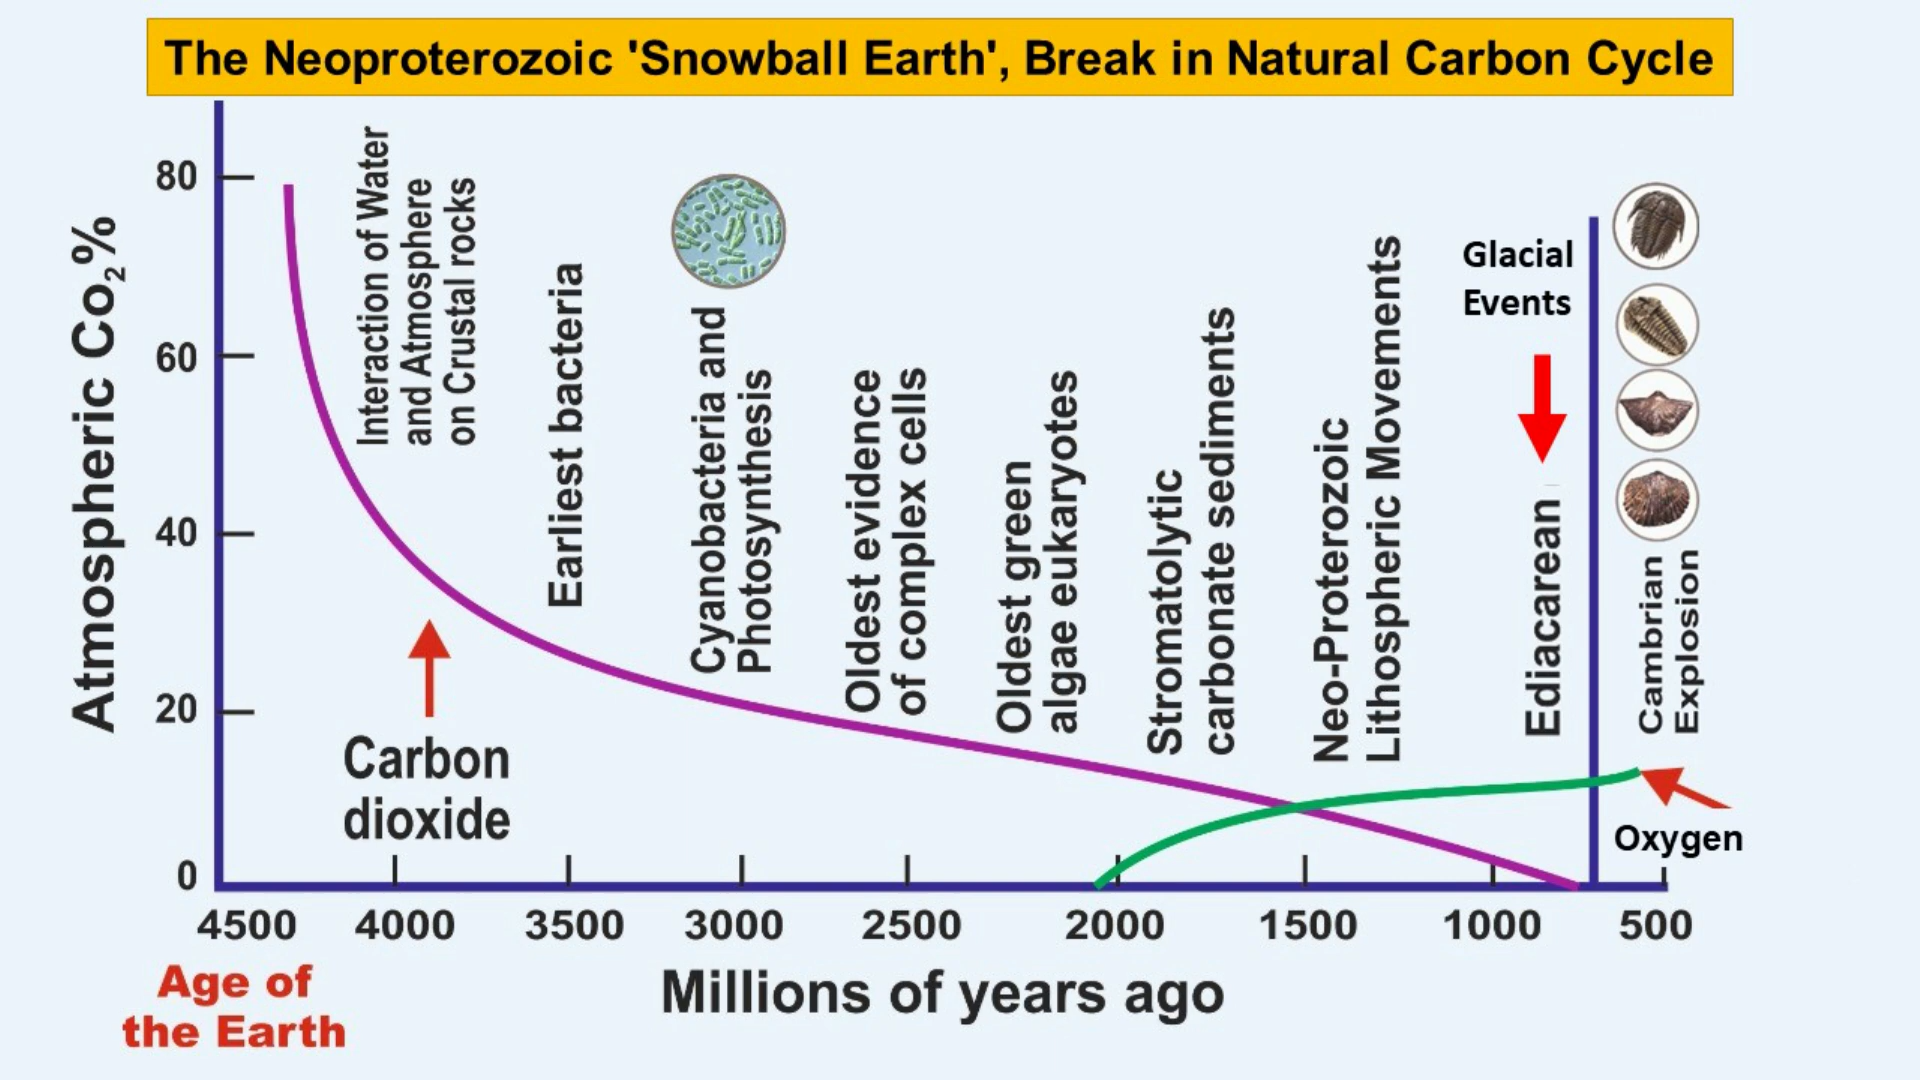 The Neoproterozoic 'Snowball Earth', Break in Natural Carbon Cycle
Atmospheric Co₂%
80
60
40
20
0
Interaction of Water
and Atmosphere
on Crustal rocks
Earliest bacteria
Cyanobacteria and
Photosynthesis
Oldest evidence
of complex cells
Oldest green
algae eukaryotes
Stromatolytic
carbonate sediments
Neo-Proterozoic
Lithospheric Movements
Glacial
Events
Ediacarean
Cambrian
Explosion
Carbon
dioxide
Oxygen
4500 4000 3500 3000 2500 2000 1500 1000 500
Age of
the Earth
Millions of years ago